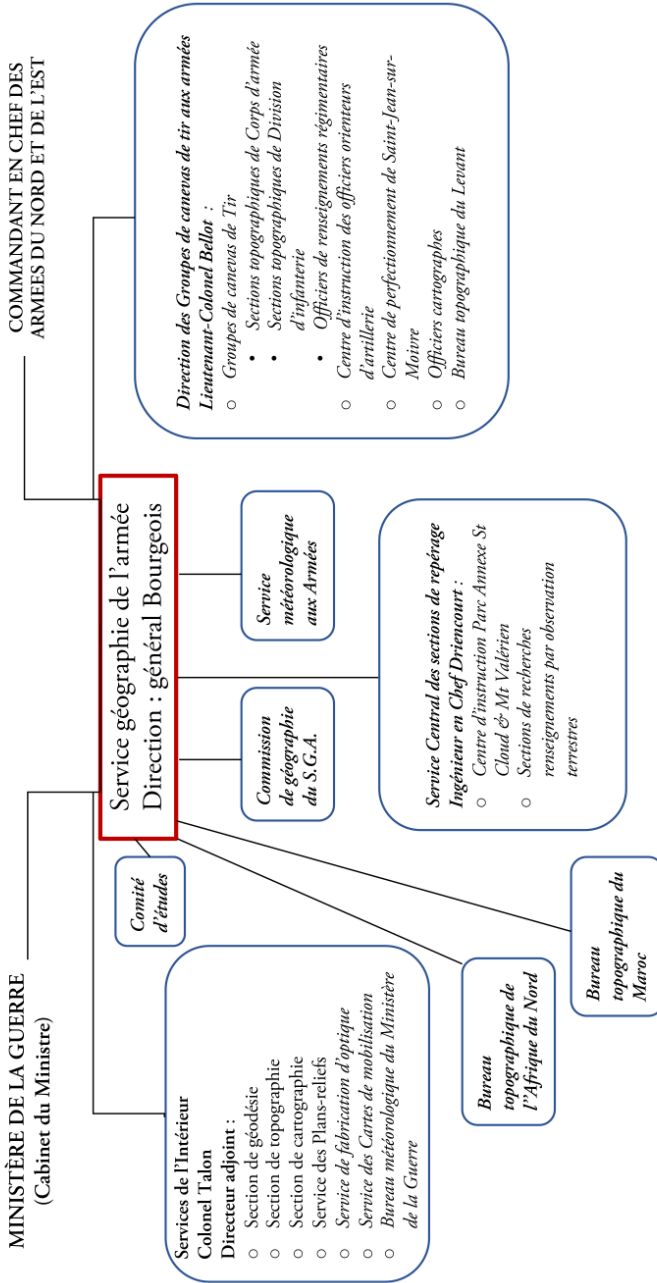 MINISTÈRE DE LA GUERRE
(Cabinet du Ministre)
COMMANDANT EN CHEF DES
ARMEES DU NORD ET DE L'EST
Service géographie de l'armée
Direction : général Bourgeois
Comité
d'études
Services de l'Intérieur
Colonel Talon
Directeur adjoint :
○ Section de géodésie
○ Section de topographie
○ Section de cartographie
○ Service des Plans-reliefs
○ Service de fabrication d'optique
○ Service des Cartes de mobilisation
○ Bureau météorologique du Ministère
de la Guerre
Commission
de géographie
du S.G.A.
Service
météorologique
aux Armées
Direction des Groupes de canevas de tir aux armées
Lieutenant-Colonel Bellot :
○ Groupes de canevas de Tir
• Sections topographiques de Corps d'armée
• Sections topographiques de Division
d'infanterie
• Officiers de renseignements régimentaires
○ Centre d'instruction des officiers orienteurs
d'artillerie
○ Centre de perfectionnement de Saint-Jean-sur-
Moivre
○ Officiers cartographes
○ Bureau topographique du Levant
Bureau
topographique de
l''Afrique du Nord
Bureau
topographique du
Maroc
Service Central des sections de repérage
Ingénieur en Chef Driencourt :
○ Centre d'instruction Parc Annexe St
Cloud & Mt Valérien
○ Sections de recherches
renseignements par observation
terrestres